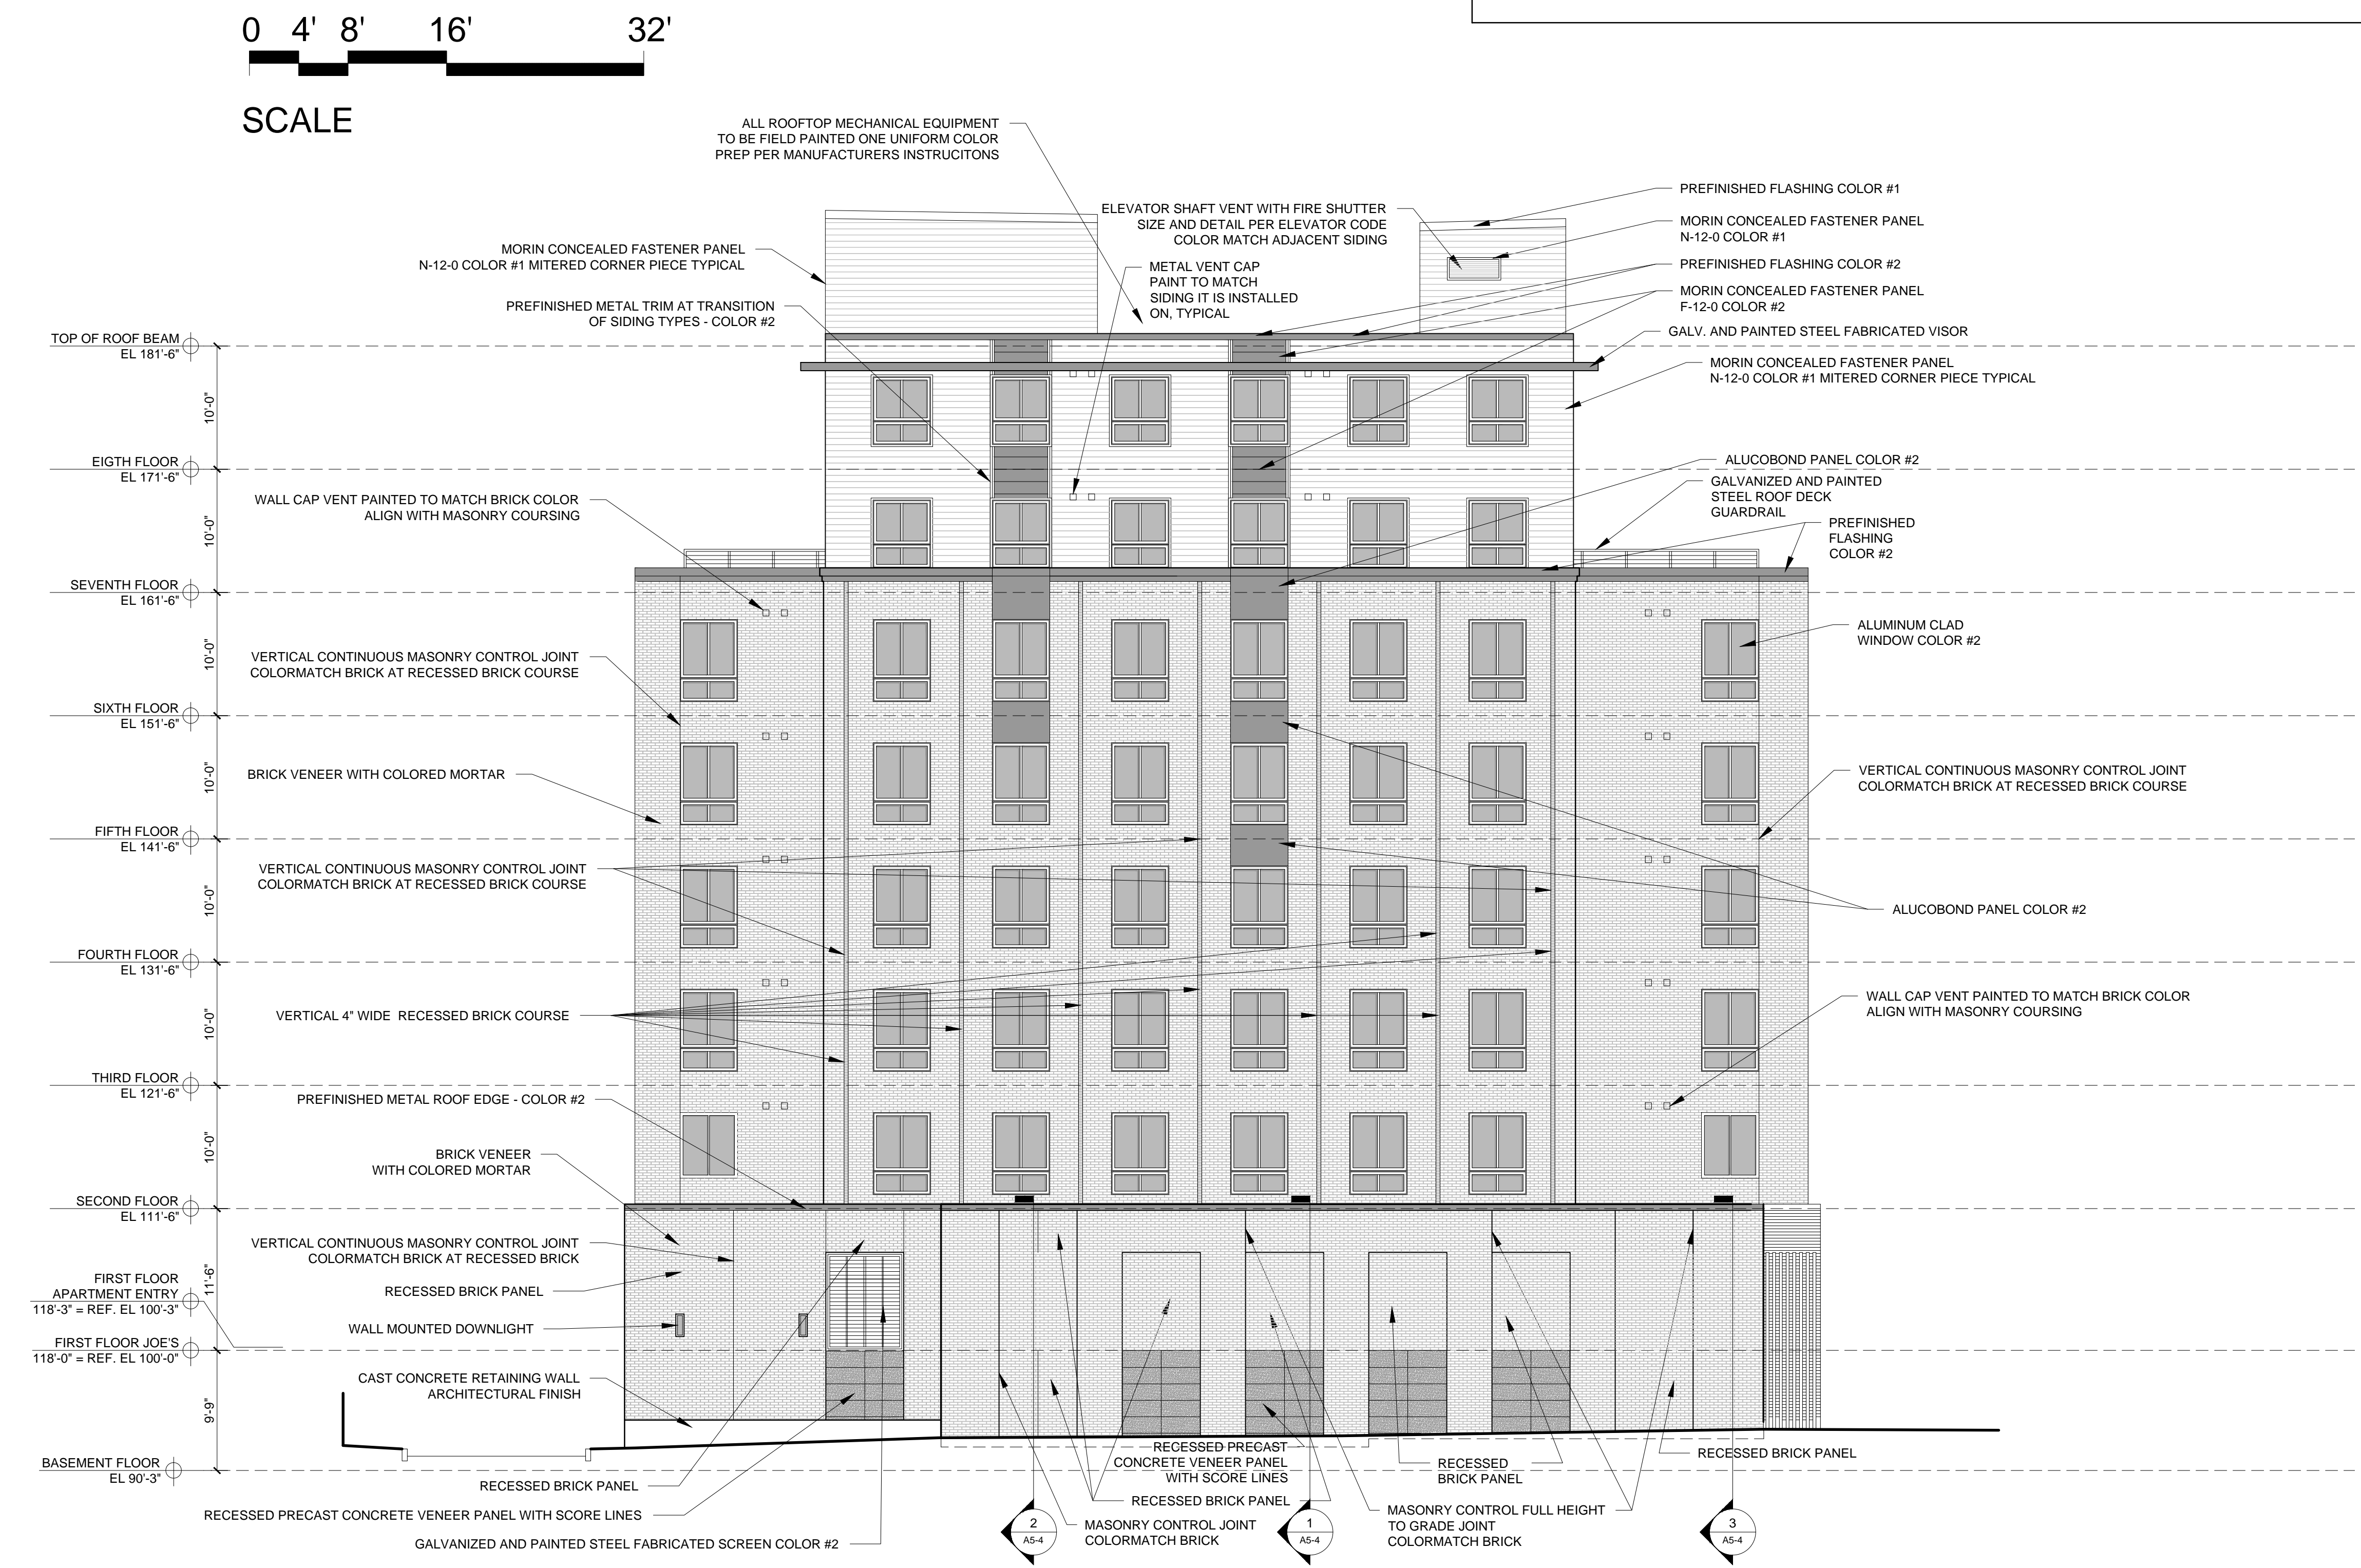 0 4' 8' 16' 32'
SCALE
ALL ROOFTOP MECHANICAL EQUIPMENT
TO BE FIELD PAINTED ONE UNIFORM COLOR
PREP PER MANUFACTURERS INSTRUCITONS
MORIN CONCEALED FASTENER PANEL
N-12-0 COLOR #1 MITERED CORNER PIECE TYPICAL
PREFINISHED METAL TRIM AT TRANSITION
OF SIDING TYPES - COLOR #2
ELEVATOR SHAFT VENT WITH FIRE SHUTTER
SIZE AND DETAIL PER ELEVATOR CODE
COLOR MATCH ADJACENT SIDING
METAL VENT CAP
PAINT TO MATCH
SIDING IT IS INSTALLED
ON, TYPICAL
PREFINISHED FLASHING COLOR #1
MORIN CONCEALED FASTENER PANEL
N-12-0 COLOR #1
PREFINISHED FLASHING COLOR #2
MORIN CONCEALED FASTENER PANEL
F-12-0 COLOR #2
GALV. AND PAINTED STEEL FABRICATED VISOR
MORIN CONCEALED FASTENER PANEL
N-12-0 COLOR #1 MITERED CORNER PIECE TYPICAL
ALUCOBOND PANEL COLOR #2
GALVANIZED AND PAINTED
STEEL ROOF DECK
GUARDRAIL
PREFINISHED
FLASHING
COLOR #2
ALUMINUM CLAD
WINDOW COLOR #2
VERTICAL CONTINUOUS MASONRY CONTROL JOINT
COLORMATCH BRICK AT RECESSED BRICK COURSE
ALUCOBOND PANEL COLOR #2
WALL CAP VENT PAINTED TO MATCH BRICK COLOR
ALIGN WITH MASONRY COURSING
TOP OF ROOF BEAM
EL 181'-6"
10'-0"
EIGTH FLOOR
EL 171'-6"
10'-0"
SEVENTH FLOOR
EL 161'-6"
10'-0"
SIXTH FLOOR
EL 151'-6"
10'-0"
FIFTH FLOOR
EL 141'-6"
10'-0"
FOURTH FLOOR
EL 131'-6"
10'-0"
THIRD FLOOR
EL 121'-6"
10'-0"
SECOND FLOOR
EL 111'-6"
11'-6"
FIRST FLOOR
APARTMENT ENTRY
118'-3" = REF. EL 100'-3"
FIRST FLOOR JOE'S
118'-0" = REF. EL 100'-0"
9'-9"
BASEMENT FLOOR
EL 90'-3"
WALL CAP VENT PAINTED TO MATCH BRICK COLOR
ALIGN WITH MASONRY COURSING
VERTICAL CONTINUOUS MASONRY CONTROL JOINT
COLORMATCH BRICK AT RECESSED BRICK COURSE
BRICK VENEER WITH COLORED MORTAR
VERTICAL CONTINUOUS MASONRY CONTROL JOINT
COLORMATCH BRICK AT RECESSED BRICK COURSE
VERTICAL 4" WIDE RECESSED BRICK COURSE
PREFINISHED METAL ROOF EDGE - COLOR #2
BRICK VENEER
WITH COLORED MORTAR
VERTICAL CONTINUOUS MASONRY CONTROL JOINT
COLORMATCH BRICK AT RECESSED BRICK
RECESSED BRICK PANEL
WALL MOUNTED DOWNLIGHT
CAST CONCRETE RETAINING WALL
ARCHITECTURAL FINISH
RECESSED BRICK PANEL
RECESSED PRECAST CONCRETE VENEER PANEL WITH SCORE LINES
GALVANIZED AND PAINTED STEEL FABRICATED SCREEN COLOR #2
RECESSED PRECAST
CONCRETE VENEER PANEL
WITH SCORE LINES
RECESSED BRICK PANEL
MASONRY CONTROL JOINT
COLORMATCH BRICK
RECESSED
BRICK PANEL
MASONRY CONTROL FULL HEIGHT
TO GRADE JOINT
COLORMATCH BRICK
RECESSED BRICK PANEL
2
A5-4
1
A5-4
3
A5-4